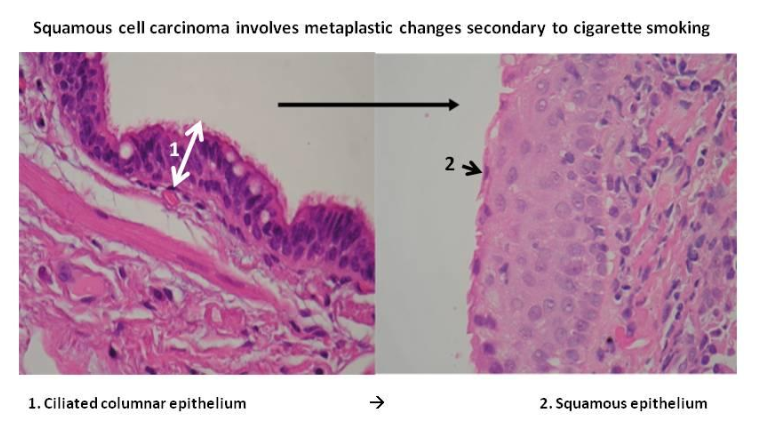 Squamous cell carcinoma involves metaplastic changes secondary to cigarette smoking
1
2
1. Ciliated columnar epithelium → 2. Squamous epithelium